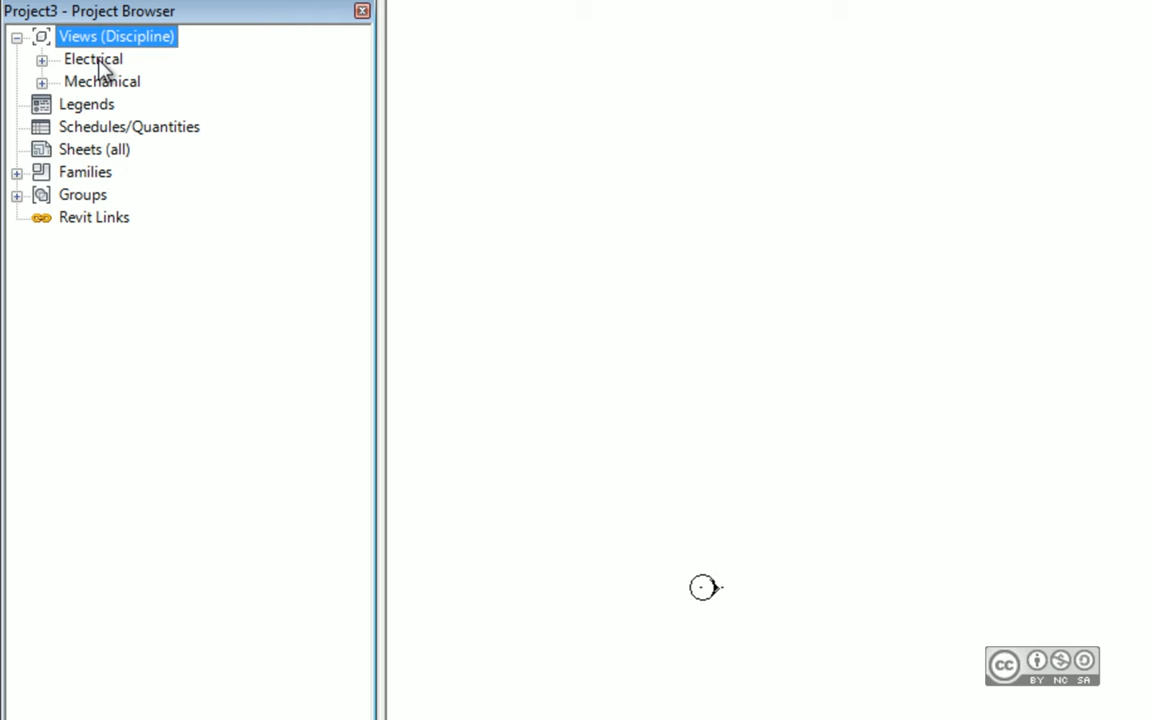 Project3 - Project Browser
Views (Discipline)
Electrical
Mechanical
Legends
Schedules/Quantities
Sheets (all)
Families
Groups
Revit Links
cc
BY NC SA